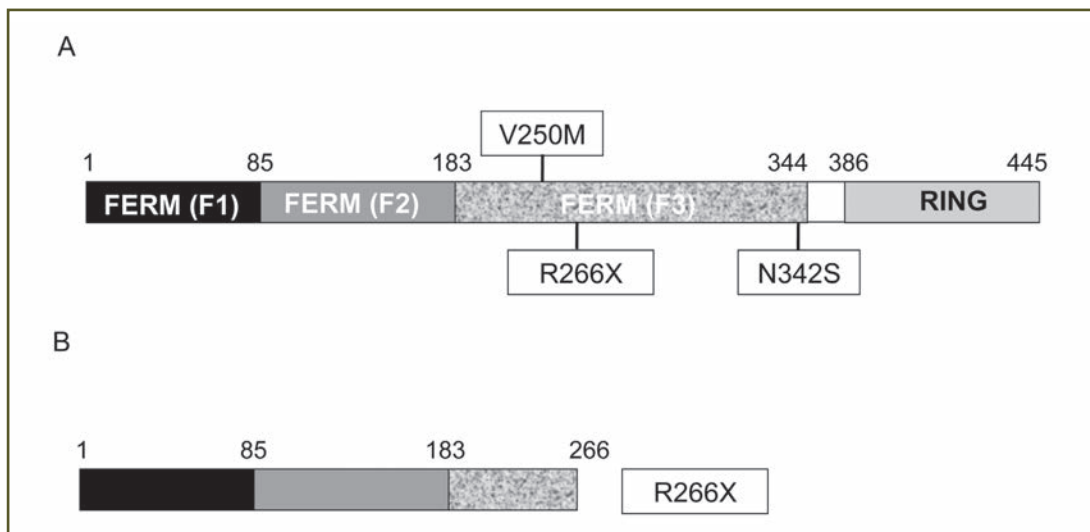 A
V250M
1 85 183 344 386 445
FERM (F1) FERM (F2) FERM (F3) RING
R266X N342S
B
1 85 183 266
R266X